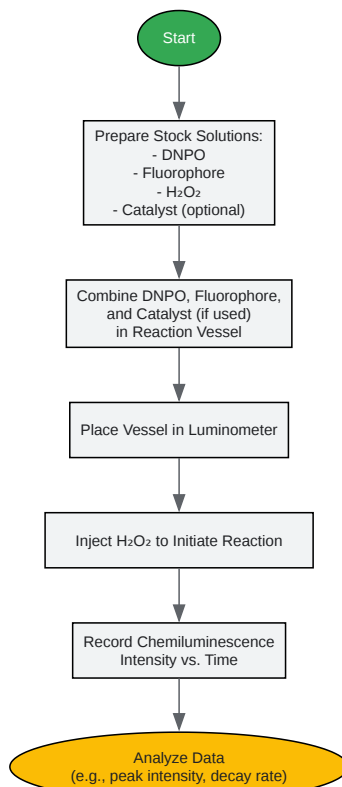 Start
Prepare Stock Solutions:
- DNPO
- Fluorophore
- H₂O₂
- Catalyst (optional)
Combine DNPO, Fluorophore,
and Catalyst (if used)
in Reaction Vessel
Place Vessel in Luminometer
Inject H₂O₂ to Initiate Reaction
Record Chemiluminescence
Intensity vs. Time
Analyze Data
(e.g., peak intensity, decay rate)